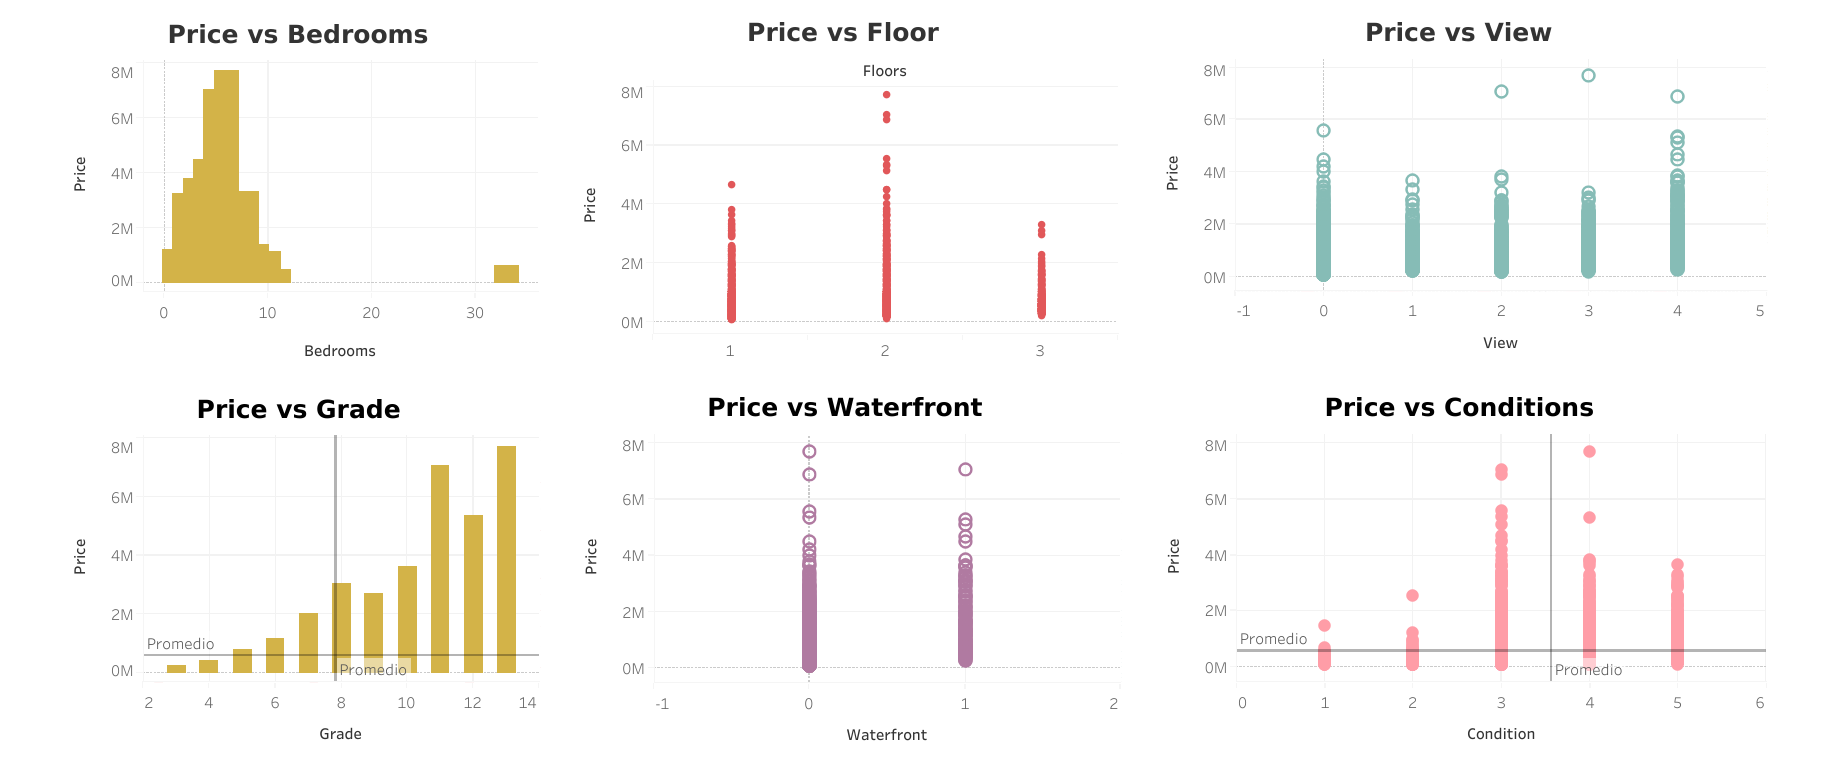 Price vs Bedrooms
8M
6M
4M
2M
0M
Price
0 10 20 30
Bedrooms
Price vs Floor
Floors
8M
6M
4M
2M
0M
Price
1 2 3
Price vs View
8M
6M
4M
2M
0M
Price
-1 0 1 2 3 4 5
View
Price vs Grade
8M
6M
4M
2M
0M
Price
Promedio
Promedio
2 4 6 8 10 12 14
Grade
Price vs Waterfront
8M
6M
4M
2M
0M
Price
-1 0 1 2
Waterfront
Price vs Conditions
8M
6M
4M
2M
0M
Price
Promedio
Promedio
0 1 2 3 4 5 6
Condition